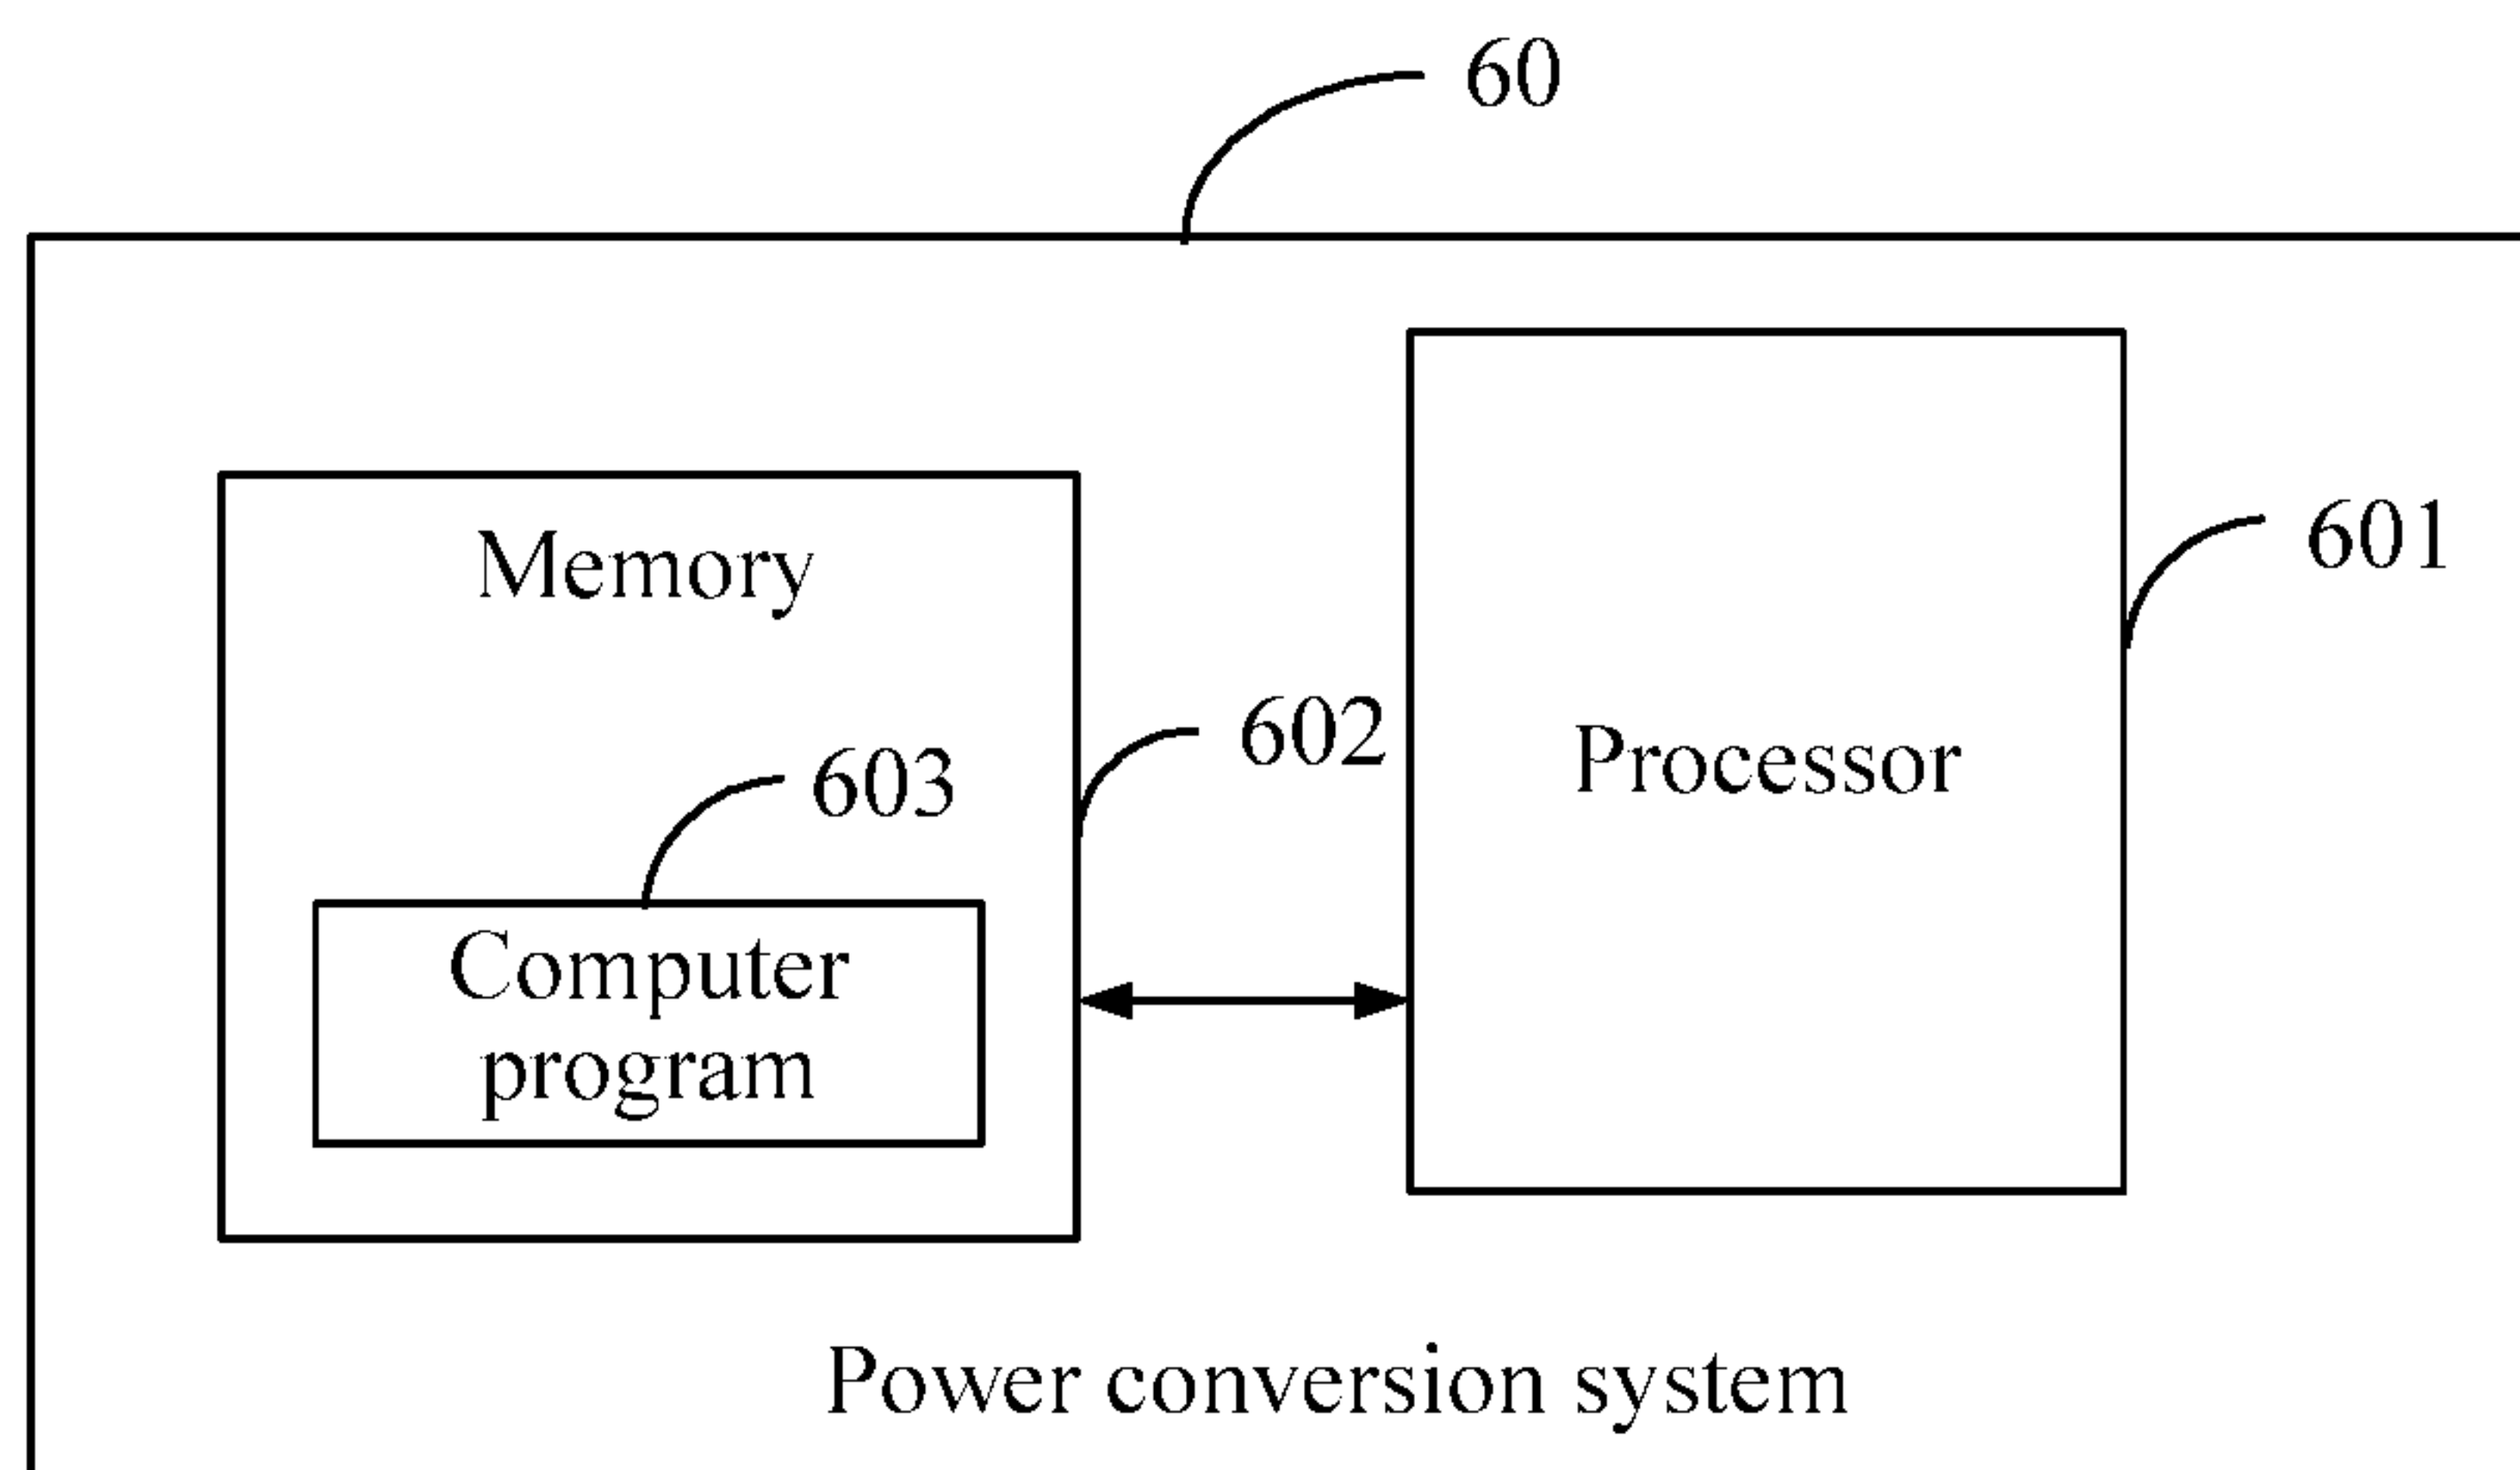 60
Memory
601
602
Processor
603
Computer
program
Power conversion system